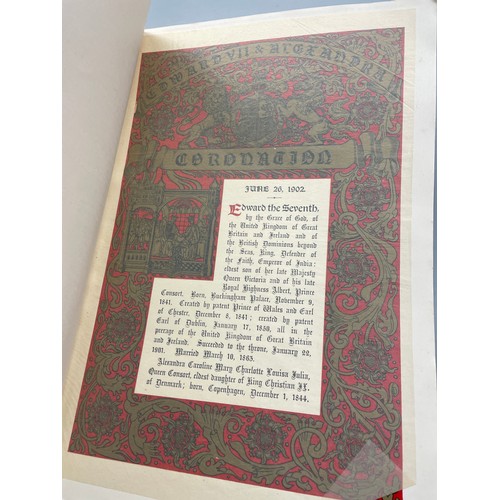 EDWARD VII & ALEXANDRA
CORONATION
JUNE 26, 1902.
Edward the Seventh,
by the Grace of God, of
the United Kingdom of Great
Britain and Ireland and of
the British Dominions beyond
the Seas, King, Defender of
the Faith, Emperor of India:
eldest son of her late Majesty
Queen Victoria and of his late
Royal Highness Albert, Prince
Consort. Born, Buckingham Palace, November 9,
1841. Created by patent Prince of Wales and Earl
of Chester, December 8, 1841; created by patent
Earl of Dublin, January 17, 1850, all in the
peerage of the United Kingdom of Great Britain
and Ireland. Succeeded to the throne, January 22,
1901. Married March 10, 1863.
Alexandra Caroline Mary Charlotte Louisa Julia,
Queen Consort, eldest daughter of King Christian IX.
of Denmark; born, Copenhagen, December 1, 1844.